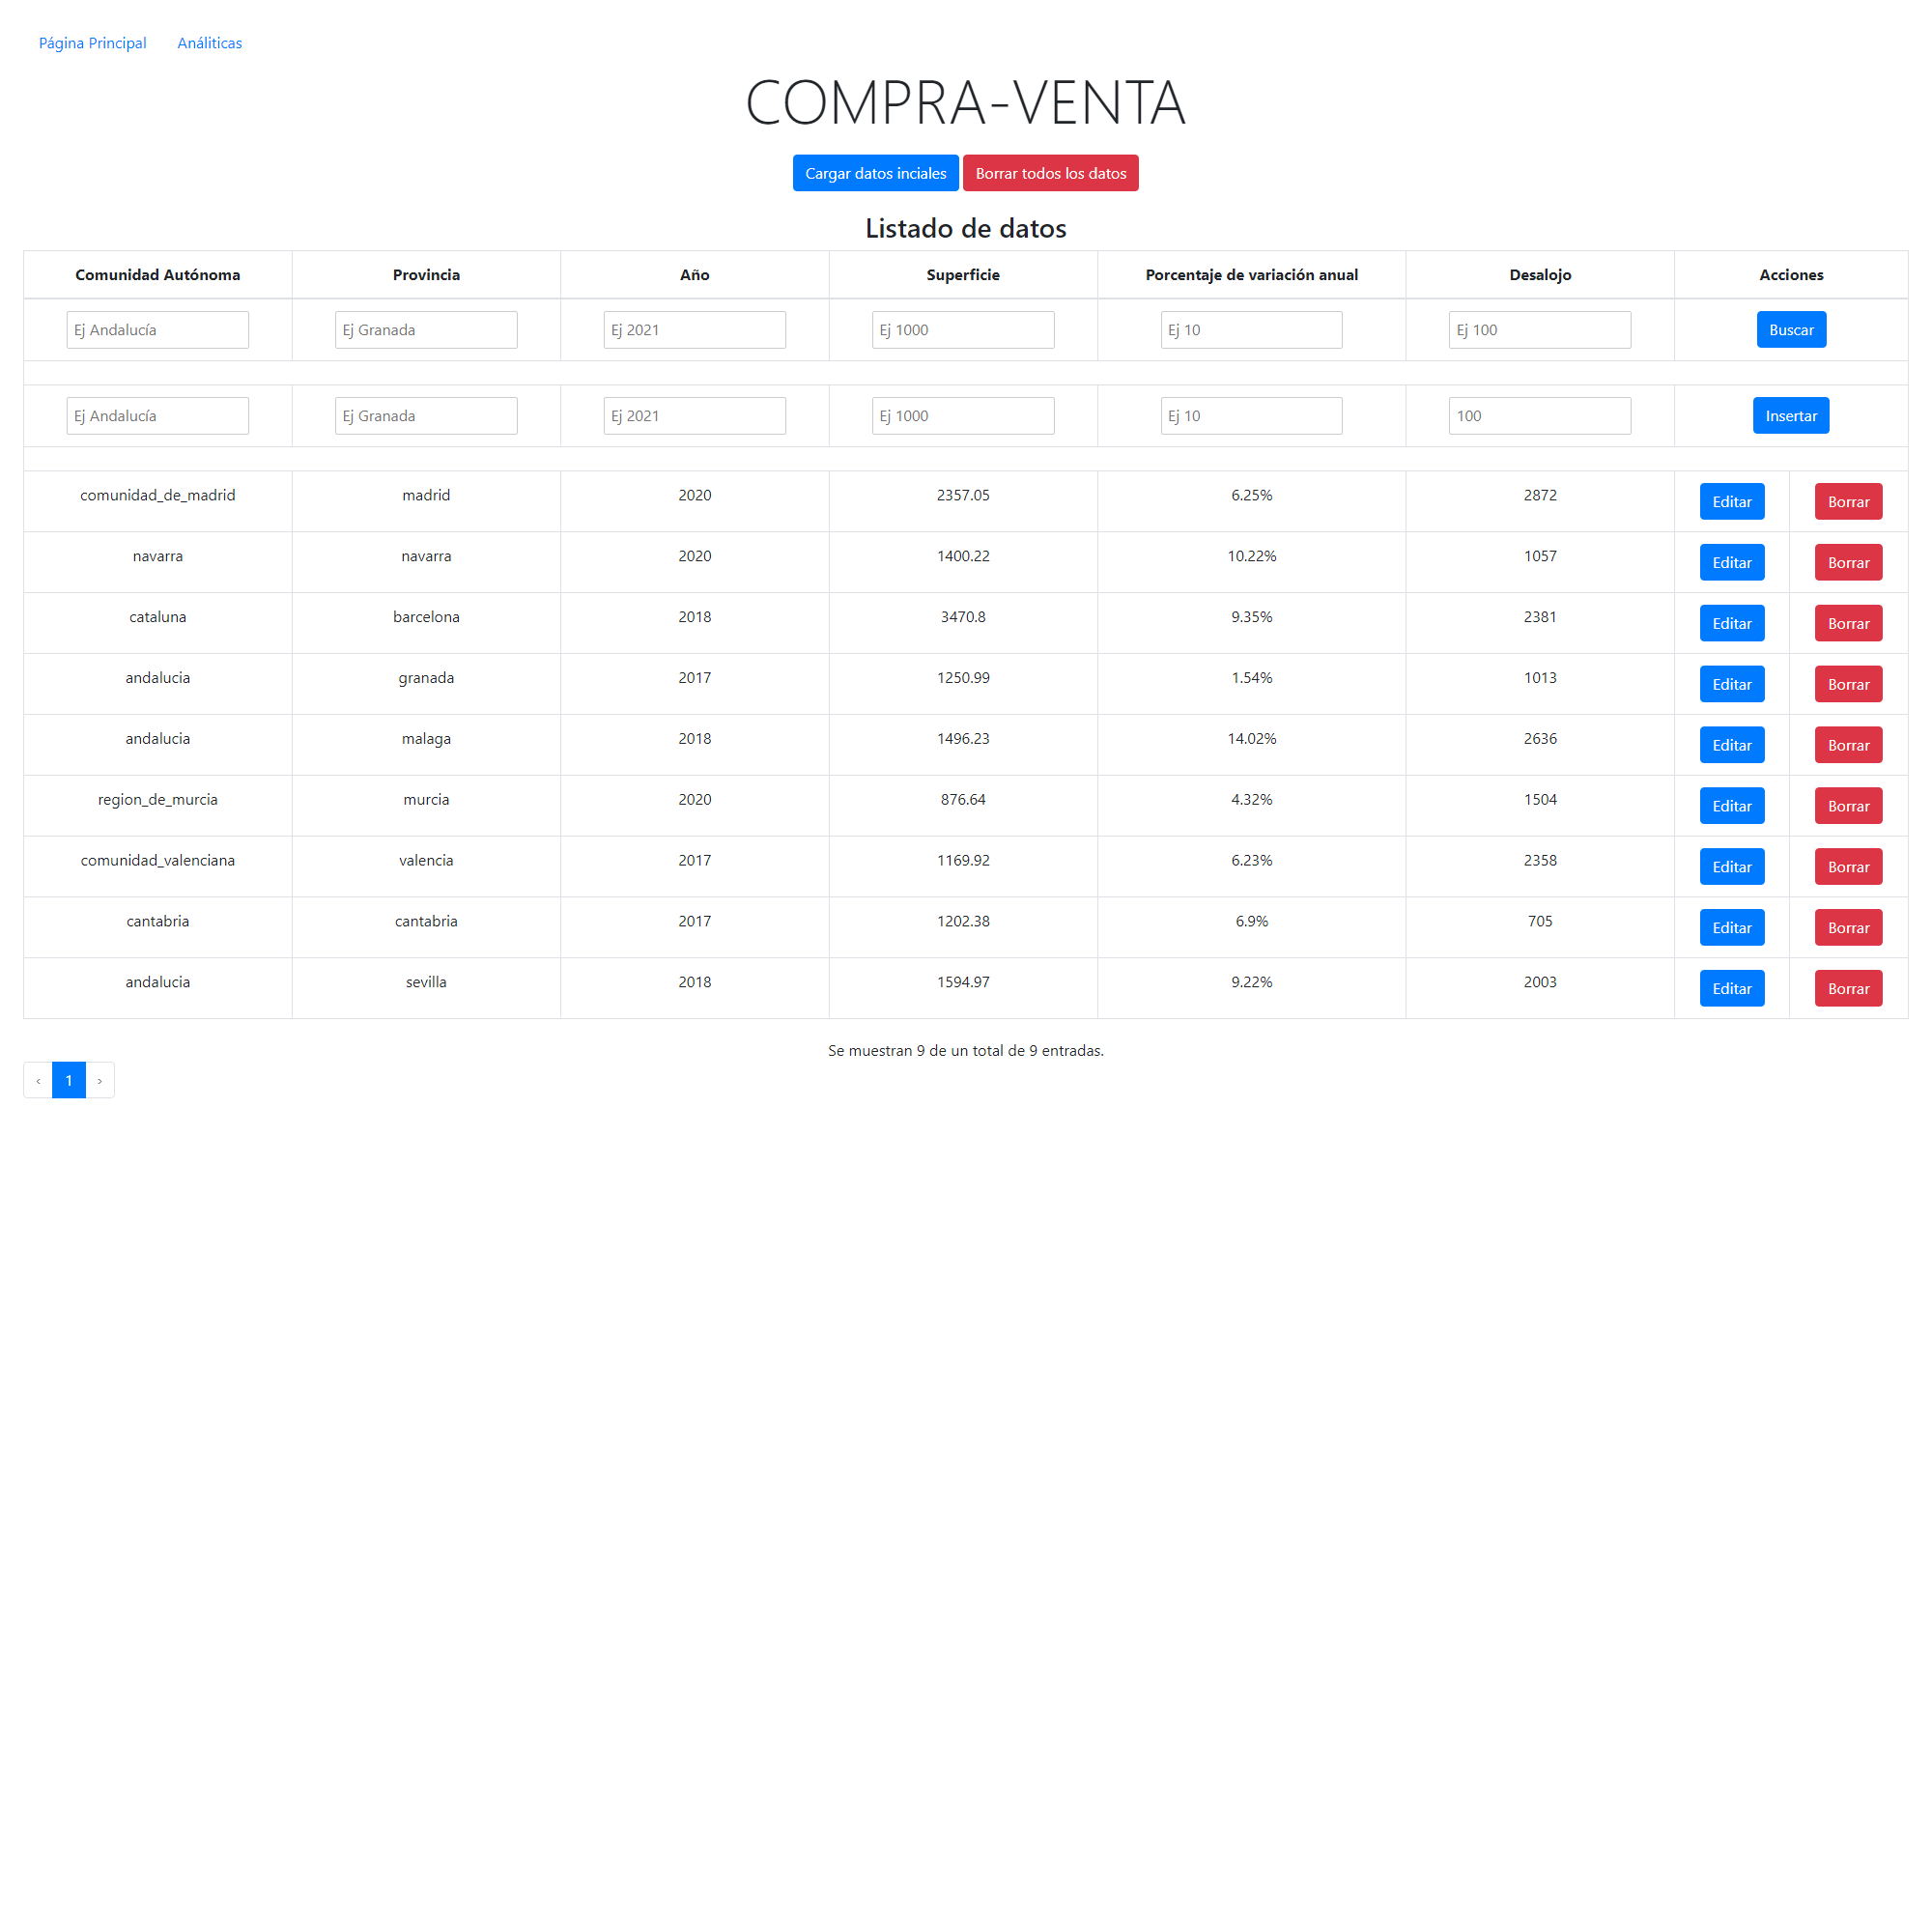 Página Principal Análiticas
COMPRA-VENTA
Cargar datos inciales Borrar todos los datos
Listado de datos
Comunidad Autónoma Provincia Año Superficie Porcentaje de variación anual Desalojo Acciones
Ej Andalucía Ej Granada Ej 2021 Ej 1000 Ej 10 Ej 100 Buscar
Ej Andalucía Ej Granada Ej 2021 Ej 1000 Ej 10 100 Insertar
comunidad_de_madrid madrid 2020 2357.05 6.25% 2872 Editar Borrar
navarra navarra 2020 1400.22 10.22% 1057 Editar Borrar
cataluna barcelona 2018 3470.8 9.35% 2381 Editar Borrar
andalucia granada 2017 1250.99 1.54% 1013 Editar Borrar
andalucia malaga 2018 1496.23 14.02% 2636 Editar Borrar
region_de_murcia murcia 2020 876.64 4.32% 1504 Editar Borrar
comunidad_valenciana valencia 2017 1169.92 6.23% 2358 Editar Borrar
cantabria cantabria 2017 1202.38 6.9% 705 Editar Borrar
andalucia sevilla 2018 1594.97 9.22% 2003 Editar Borrar
Se muestran 9 de un total de 9 entradas.
‹ 1 ›